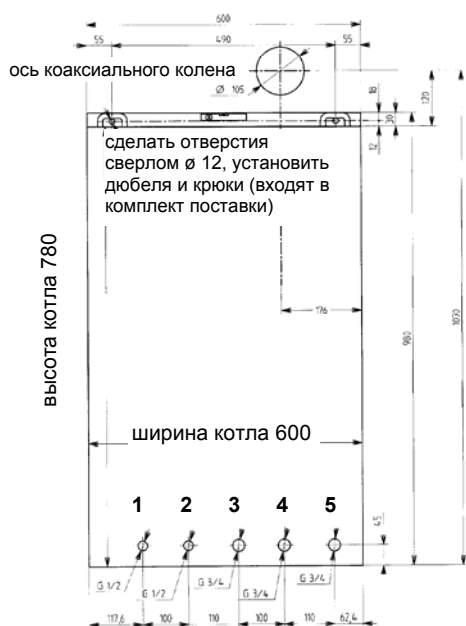 600
55 490 55
ось коаксиального колена
Ø 105
18
30
120
12
сделать отверстия
сверлом ø 12, установить
дюбеля и крюки (входят в
комплект поставки)
высота котла 780
176
980
1070
ширина котла 600
1 2 3 4 5
45
G 1/2 G 1/2 G 3/4 G 3/4 G 3/4
117,6 100 110 100 110 62,4